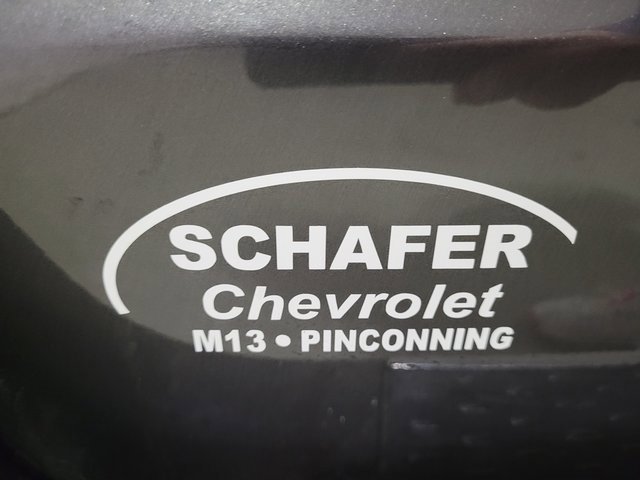 SCHAFER
Chevrolet
M13 • PINCONNING